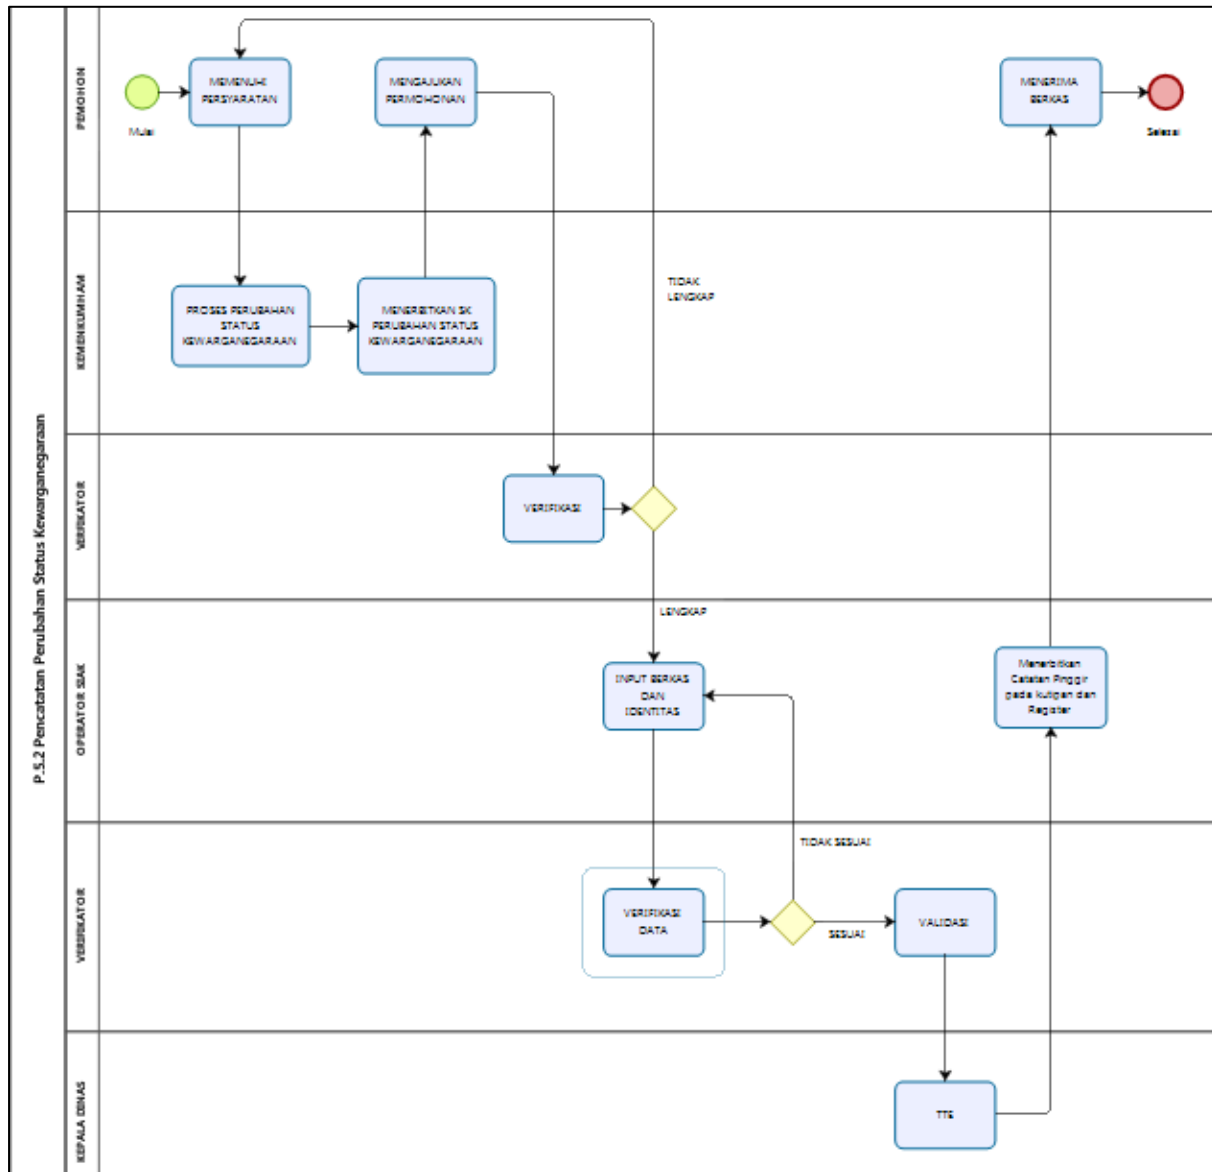 P.5.2 Pencatatan Perubahan Status Kewarganegaraan
PEMOHON
Mulai
MEMENUHI
PERSYARATAN
MENGAJUKAN
PERMOHONAN
MENERIMA
BERKAS
Selesai
KEMENKUMHAM
PROSES PERUBAHAN
STATUS
KEWARGANEGARAAN
MENERBITKAN SK
PERUBAHAN STATUS
KEWARGANEGARAAN
TIDAK
LENGKAP
VERIFIKATOR
VERIFIKASI
LENGKAP
OPERATOR SIAK
INPUT BERKAS
DAN
IDENTITAS
Menerbitkan
Catatan Pinggir
pada kutipan dan
Register
VERIFIKATOR
TIDAK SESUAI
VERIFIKASI
DATA
SESUAI
VALIDASI
KEPALA DINAS
TTE